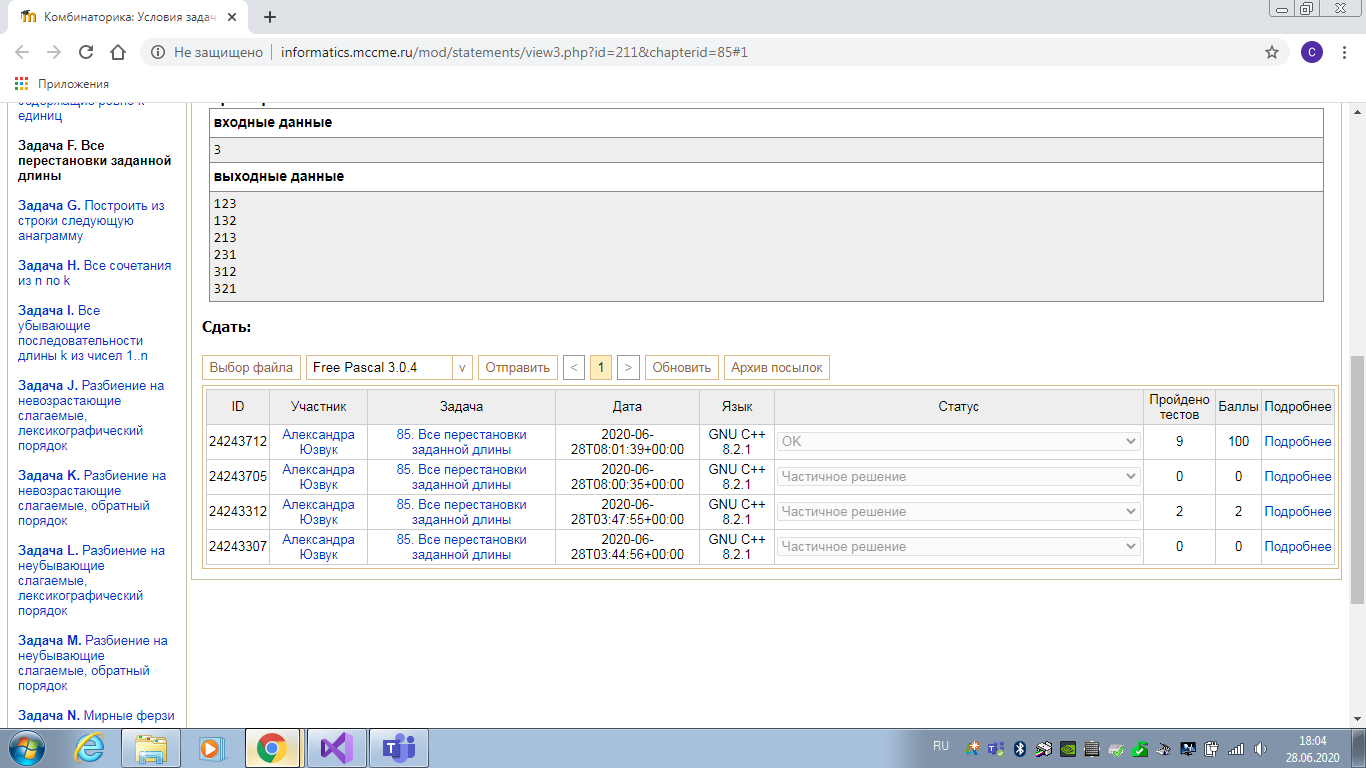 Комбинаторика: Условия задач
Не защищено
informatics.mccme.ru/mod/statements/view3.php?id=211&chapterid=85#1
C
Приложения
единиц
Задача F. Все
перестановки заданной
длины
Задача G. Построить из
строки следующую
анаграмму
Задача H. Все сочетания
из n по k
Задача I. Все
убывающие
последовательности
длины k из чисел 1..n
Задача J. Разбиение на
невозрастающие
слагаемые,
лексикографический
порядок
Задача K. Разбиение на
невозрастающие
слагаемые, обратный
порядок
Задача L. Разбиение на
неубывающие
слагаемые,
лексикографический
порядок
Задача M. Разбиение на
неубывающие
слагаемые, обратный
порядок
Задача N. Мирные ферзи
входные данные
3
выходные данные
123
132
213
231
312
321
Сдать:
Выбор файла Free Pascal 3.0.4 v Отправить < 1 > Обновить Архив посылок
ID Участник Задача Дата Язык Статус Пройдено тестов Баллы Подробнее
24243712 Александра Юзвук 85. Все перестановки заданной длины 2020-06-28T08:01:39+00:00 GNU C++ 8.2.1 OK 9 100 Подробнее
24243705 Александра Юзвук 85. Все перестановки заданной длины 2020-06-28T08:00:35+00:00 GNU C++ 8.2.1 Частичное решение 0 0 Подробнее
24243312 Александра Юзвук 85. Все перестановки заданной длины 2020-06-28T03:47:55+00:00 GNU C++ 8.2.1 Частичное решение 2 2 Подробнее
24243307 Александра Юзвук 85. Все перестановки заданной длины 2020-06-28T03:44:56+00:00 GNU C++ 8.2.1 Частичное решение 0 0 Подробнее
RU
18:04
28.06.2020